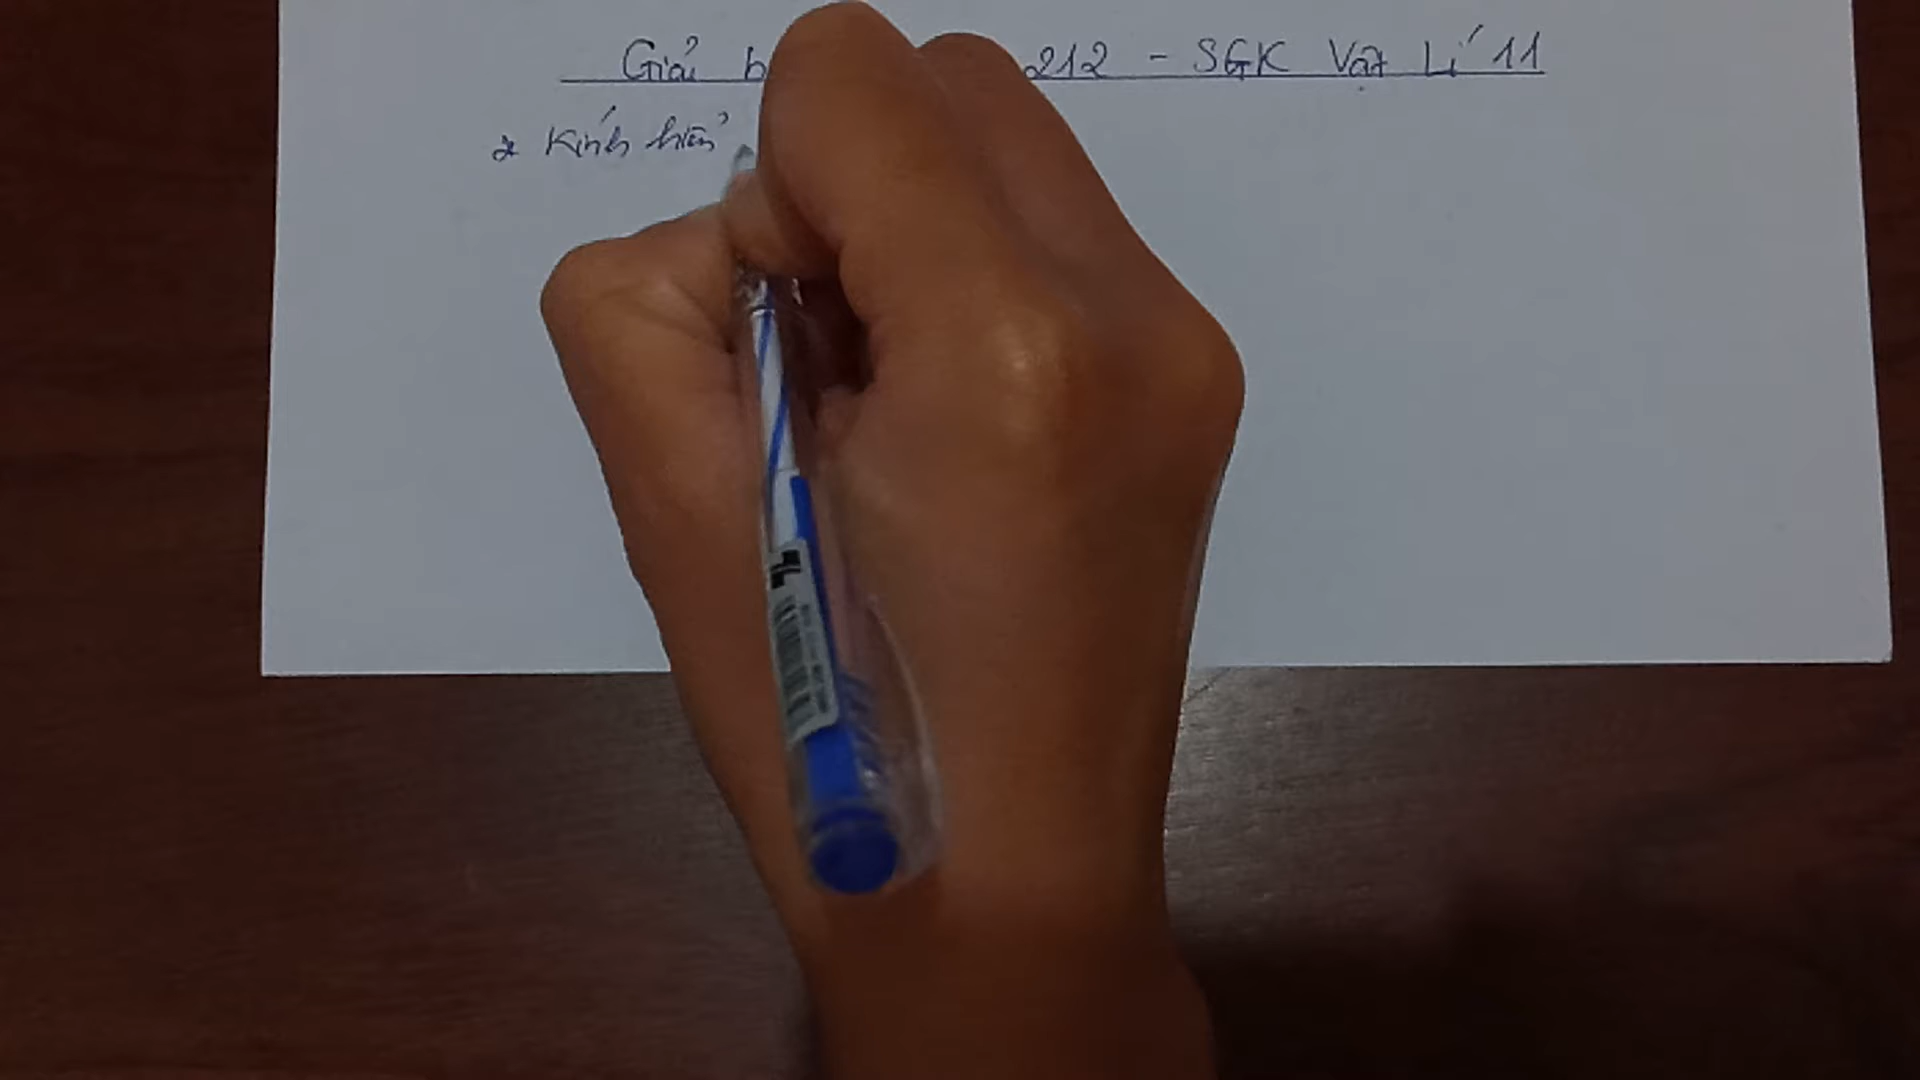 Giải 212 - SGK Vật Lí 11
* Kính hiển